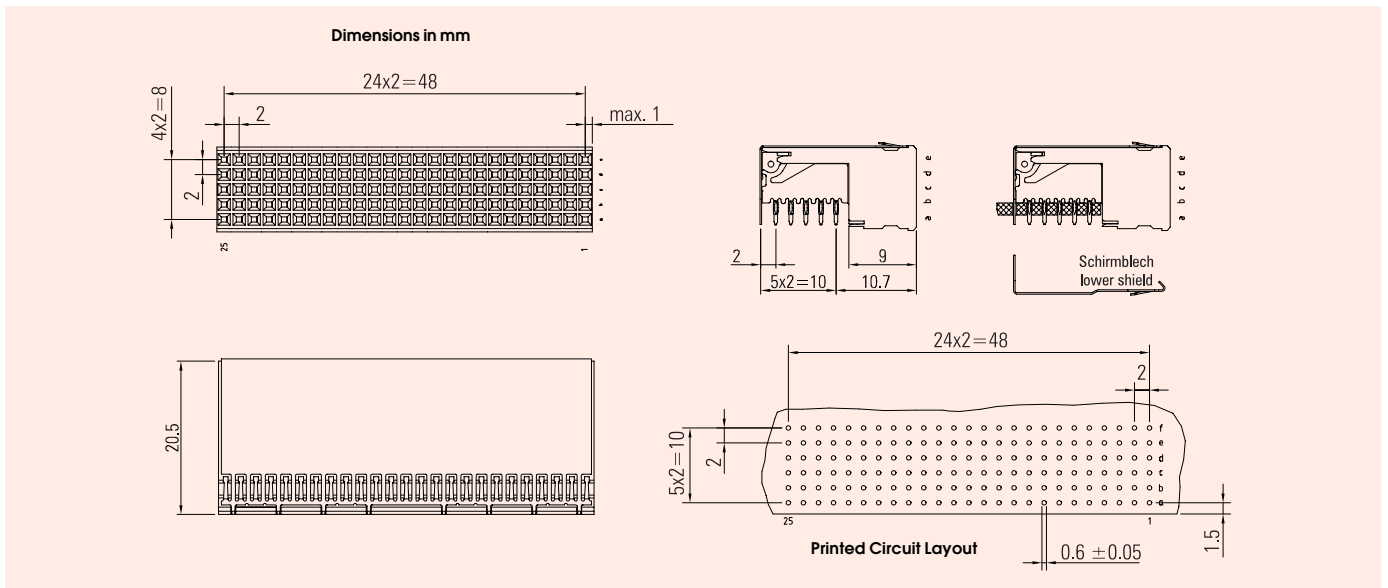 Dimensions in mm
24x2=48
4x2=8
2
max. 1
2
25
1
e
d
c
b
a
2
9
5x2=10
10.7
e
d
c
b
a
Schirmblech
lower shield
20.5
24x2=48
2
5x2=10
2
f
e
d
c
b
a
25
1
1.5
Printed Circuit Layout
0.6 ±0.05